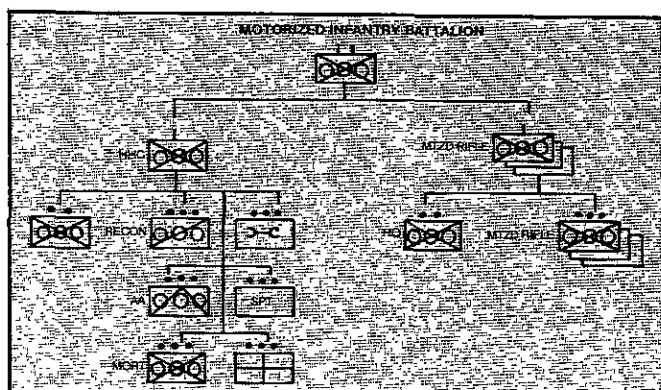 MOTORIZED INFANTRY BATTALION
HHC
MTZD RIFLE
RECON
HQ
MTZD RIFLE
AA
SPT
MORT